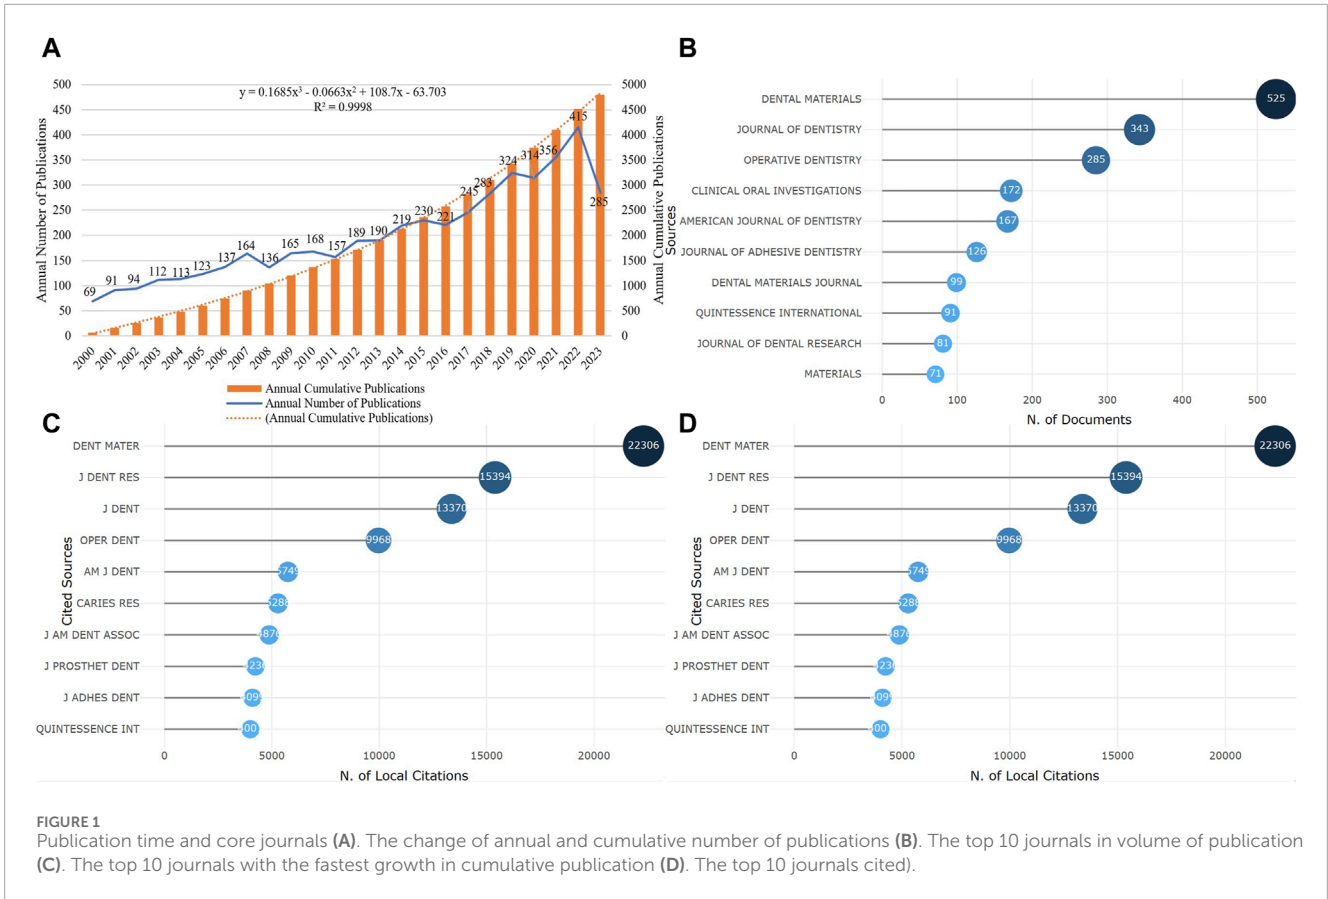 A
y = 0.1685x³ - 0.0663x² + 108.7x - 63.703
R² = 0.9998
Annual Number of Publications
500
450
400
350
300
250
200
150
100
50
0
69
91
94
112
113
123
137
164
136
165
168
157
189
190
219
230
221
245
283
324
314
356
415
285
5000
4500
4000
3500
3000
2500
2000
1500
1000
500
0
Annual Cumulative Publications
2000
2001
2002
2003
2004
2005
2006
2007
2008
2009
2010
2011
2012
2013
2014
2015
2016
2017
2018
2019
2020
2021
2022
2023
Annual Cumulative Publications
Annual Number of Publications
(Annual Cumulative Publications)
B
Sources
DENTAL MATERIALS 525
JOURNAL OF DENTISTRY 343
OPERATIVE DENTISTRY 285
CLINICAL ORAL INVESTIGATIONS 172
AMERICAN JOURNAL OF DENTISTRY 167
JOURNAL OF ADHESIVE DENTISTRY 126
DENTAL MATERIALS JOURNAL 99
QUINTESSENCE INTERNATIONAL 91
JOURNAL OF DENTAL RESEARCH 81
MATERIALS 71
0 100 200 300 400 500
N. of Documents
C
Cited Sources
DENT MATER 22306
J DENT RES 15394
J DENT 13370
OPER DENT 9968
AM J DENT
CARIES RES
J AM DENT ASSOC
J PROSTHET DENT
J ADHES DENT
QUINTESSENCE INT
0 5000 10000 15000 20000
N. of Local Citations
D
Cited Sources
DENT MATER 22306
J DENT RES 15394
J DENT 13370
OPER DENT 9968
AM J DENT
CARIES RES
J AM DENT ASSOC
J PROSTHET DENT
J ADHES DENT
QUINTESSENCE INT
0 5000 10000 15000 20000
N. of Local Citations
FIGURE 1
Publication time and core journals (A). The change of annual and cumulative number of publications (B). The top 10 journals in volume of publication
(C). The top 10 journals with the fastest growth in cumulative publication (D). The top 10 journals cited).